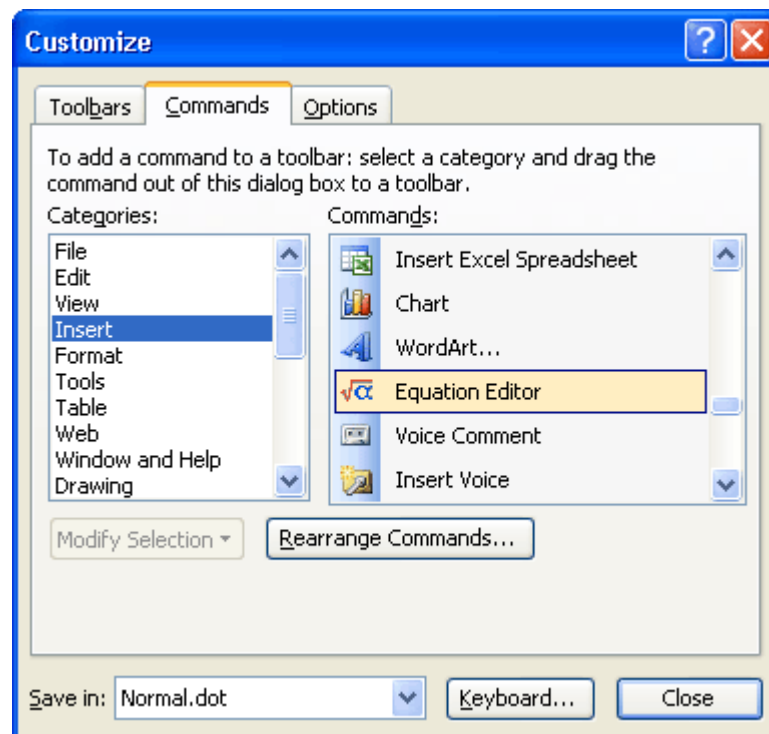 Customize
Toolbars
Commands
Options
To add a command to a toolbar: select a category and drag the
command out of this dialog box to a toolbar.
Categories:
File
Edit
View
Insert
Format
Tools
Table
Web
Window and Help
Drawing
Commands:
Insert Excel Spreadsheet
Chart
WordArt...
√α Equation Editor
Voice Comment
Insert Voice
Modify Selection
Rearrange Commands...
Save in: Normal.dot
Keyboard...
Close